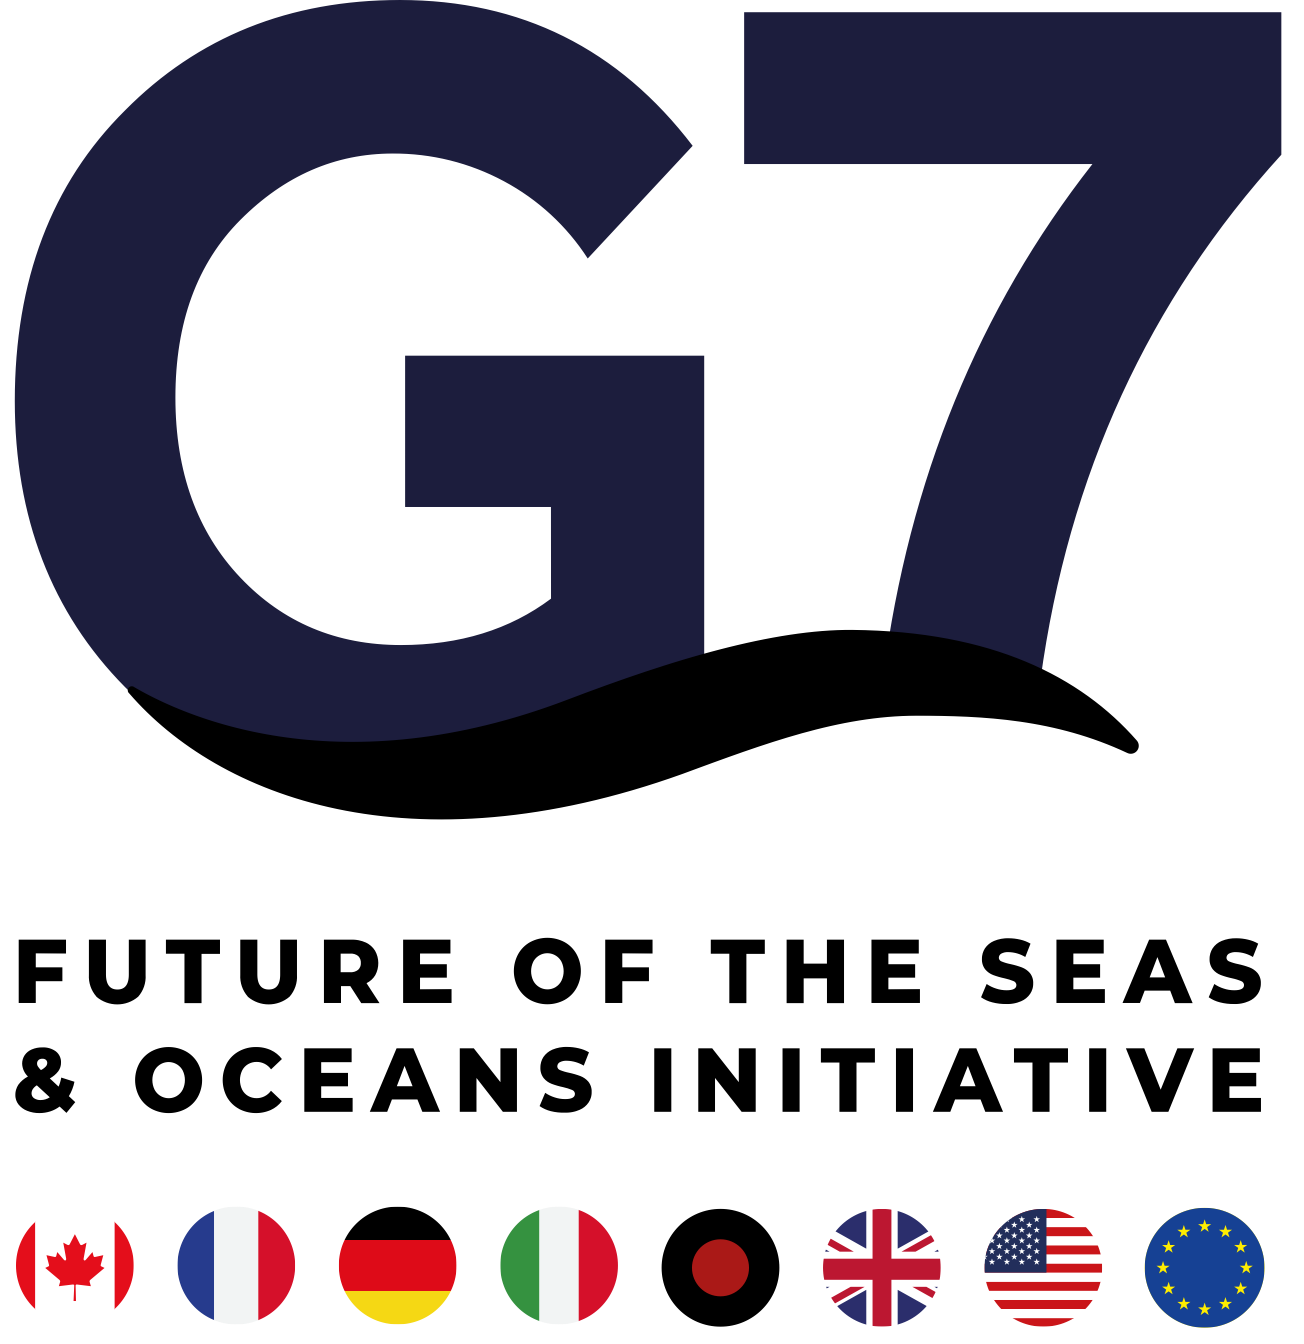 G7
FUTURE OF THE SEAS
& OCEANS INITIATIVE